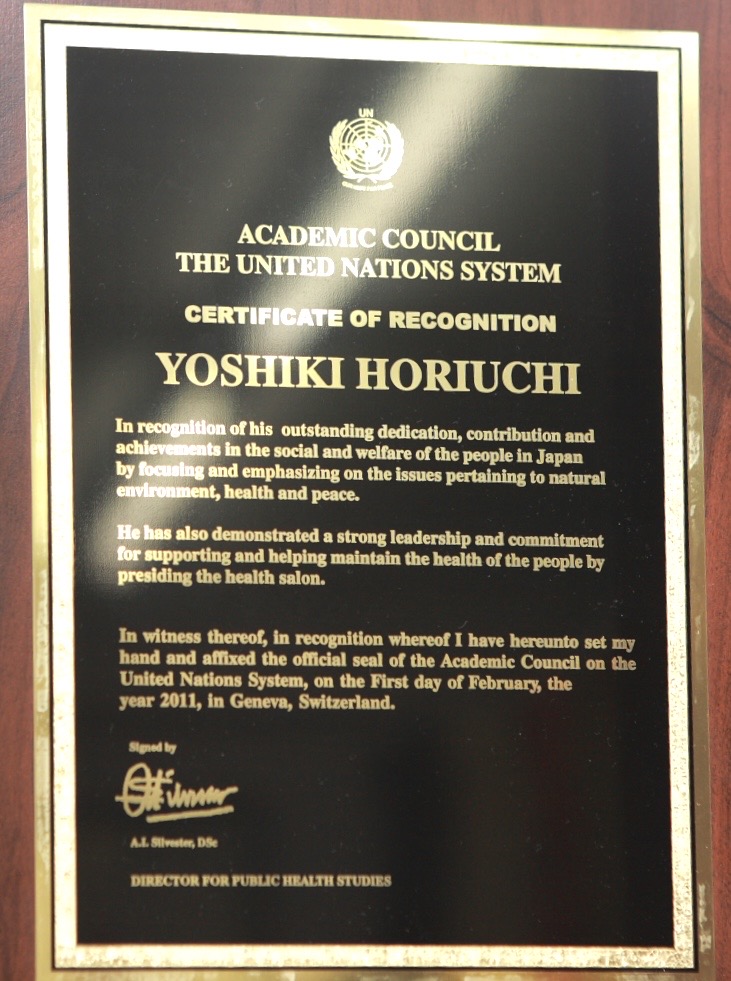 UN
ACADEMIC COUNCIL
THE UNITED NATIONS SYSTEM
CERTIFICATE OF RECOGNITION
YOSHIKI HORIUCHI
In recognition of his outstanding dedication, contribution and
achievements in the social and welfare of the people in Japan
by focusing and emphasizing on the issues pertaining to natural
environment, health and peace.
He has also demonstrated a strong leadership and commitment
for supporting and helping maintain the health of the people by
presiding the health salon.
In witness thereof, in recognition whereof I have hereunto set my
hand and affixed the official seal of the Academic Council on the
United Nations System, on the First day of February, the
year 2011, in Geneva, Switzerland.
Signed by
A.I. Silvester, DSc
DIRECTOR FOR PUBLIC HEALTH STUDIES